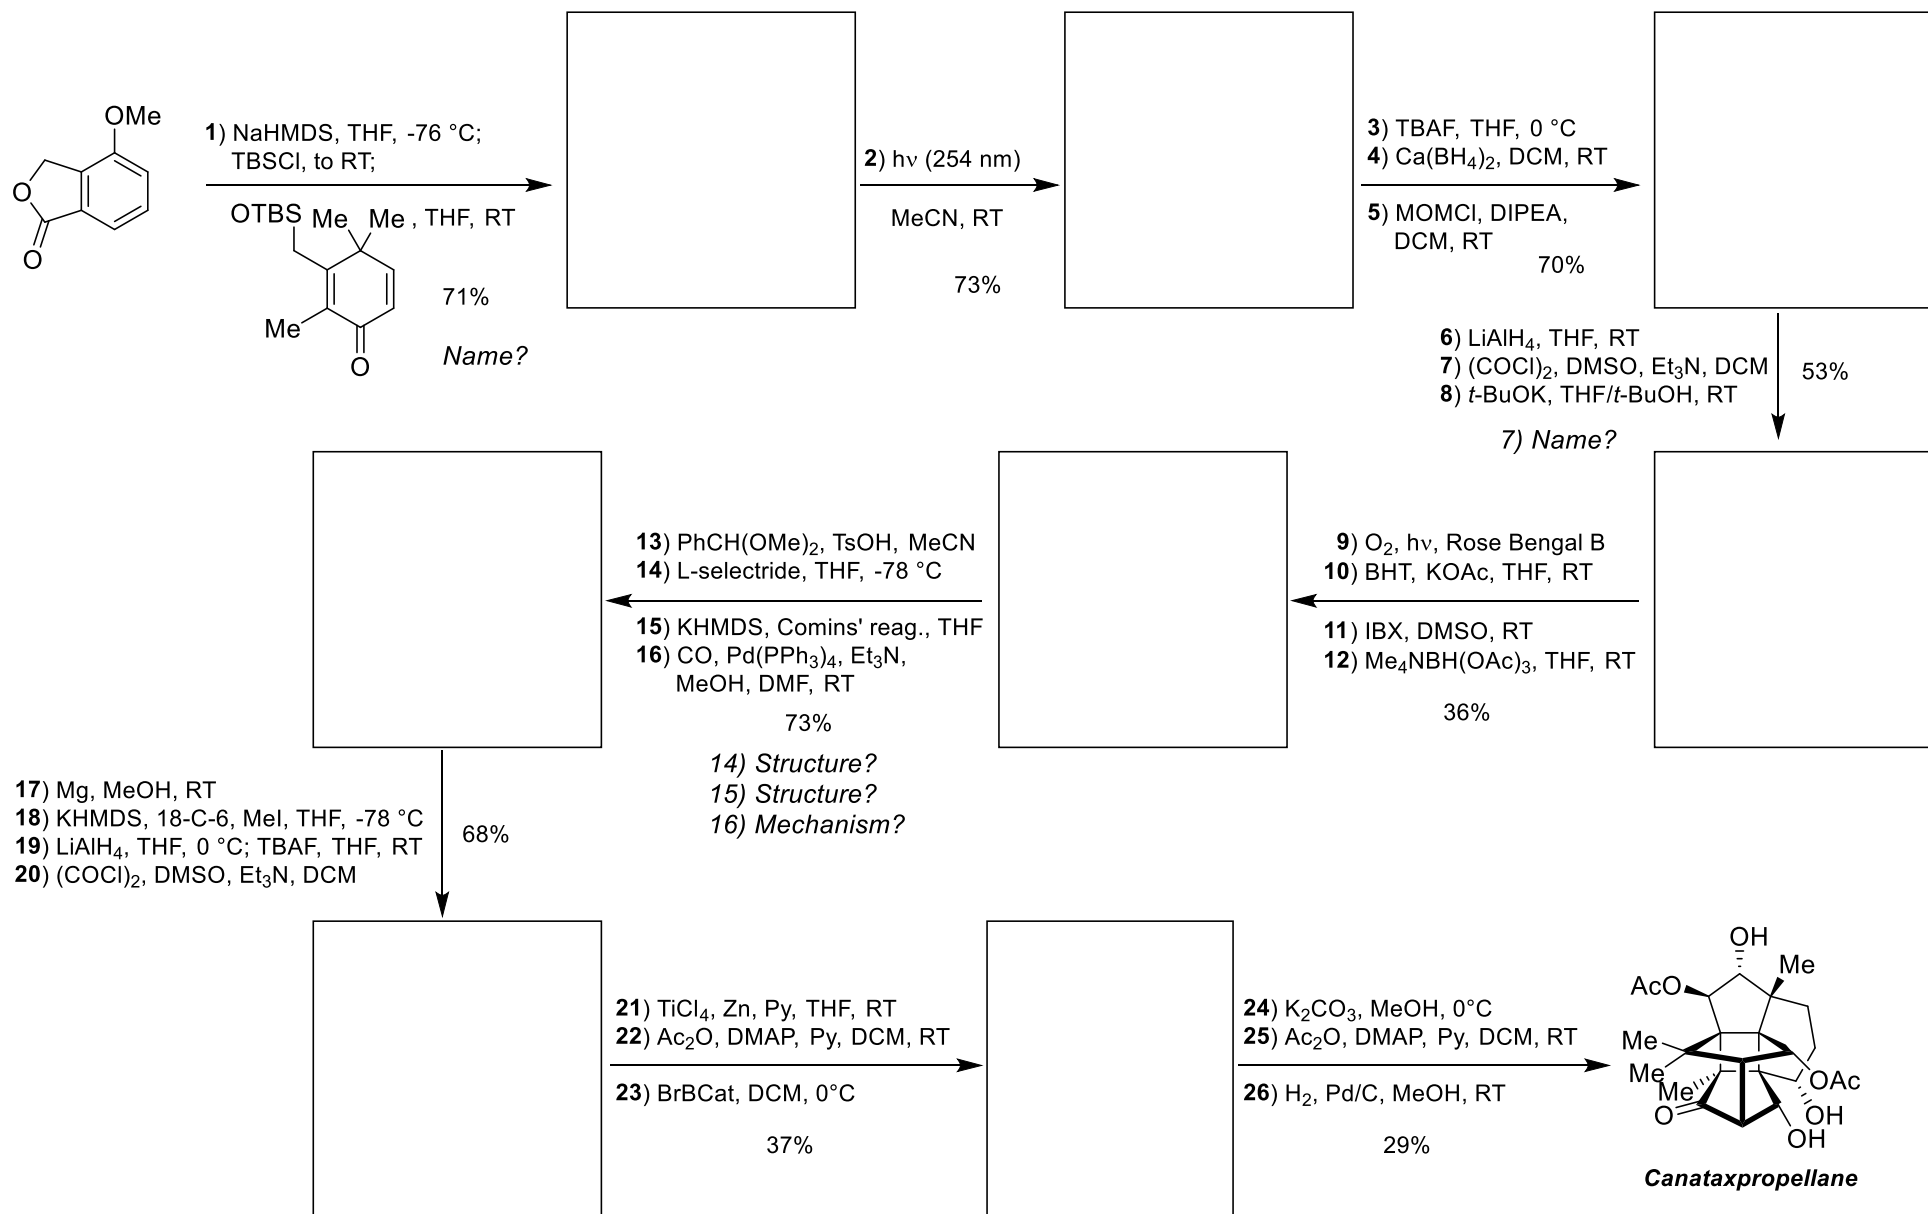 OMe
O
O
1) NaHMDS, THF, -76 °C;
TBSCl, to RT;
OTBS
Me
Me
, THF, RT
Me
O
71%
Name?
2) hν (254 nm)
MeCN, RT
73%
3) TBAF, THF, 0 °C
4) Ca(BH4)2, DCM, RT
5) MOMCl, DIPEA,
DCM, RT
70%
6) LiAlH4, THF, RT
7) (COCl)2, DMSO, Et3N, DCM
8) t-BuOK, THF/t-BuOH, RT
53%
7) Name?
9) O2, hν, Rose Bengal B
10) BHT, KOAc, THF, RT
11) IBX, DMSO, RT
12) Me4NBH(OAc)3, THF, RT
36%
13) PhCH(OMe)2, TsOH, MeCN
14) L-selectride, THF, -78 °C
15) KHMDS, Comins' reag., THF
16) CO, Pd(PPh3)4, Et3N,
MeOH, DMF, RT
73%
14) Structure?
15) Structure?
16) Mechanism?
17) Mg, MeOH, RT
18) KHMDS, 18-C-6, MeI, THF, -78 °C
19) LiAlH4, THF, 0 °C; TBAF, THF, RT
20) (COCl)2, DMSO, Et3N, DCM
68%
21) TiCl4, Zn, Py, THF, RT
22) Ac2O, DMAP, Py, DCM, RT
23) BrBCat, DCM, 0°C
37%
24) K2CO3, MeOH, 0°C
25) Ac2O, DMAP, Py, DCM, RT
26) H2, Pd/C, MeOH, RT
29%
OH
Me
AcO
Me
Me
Me
OAc
O
OH
OH
Canataxpropellane